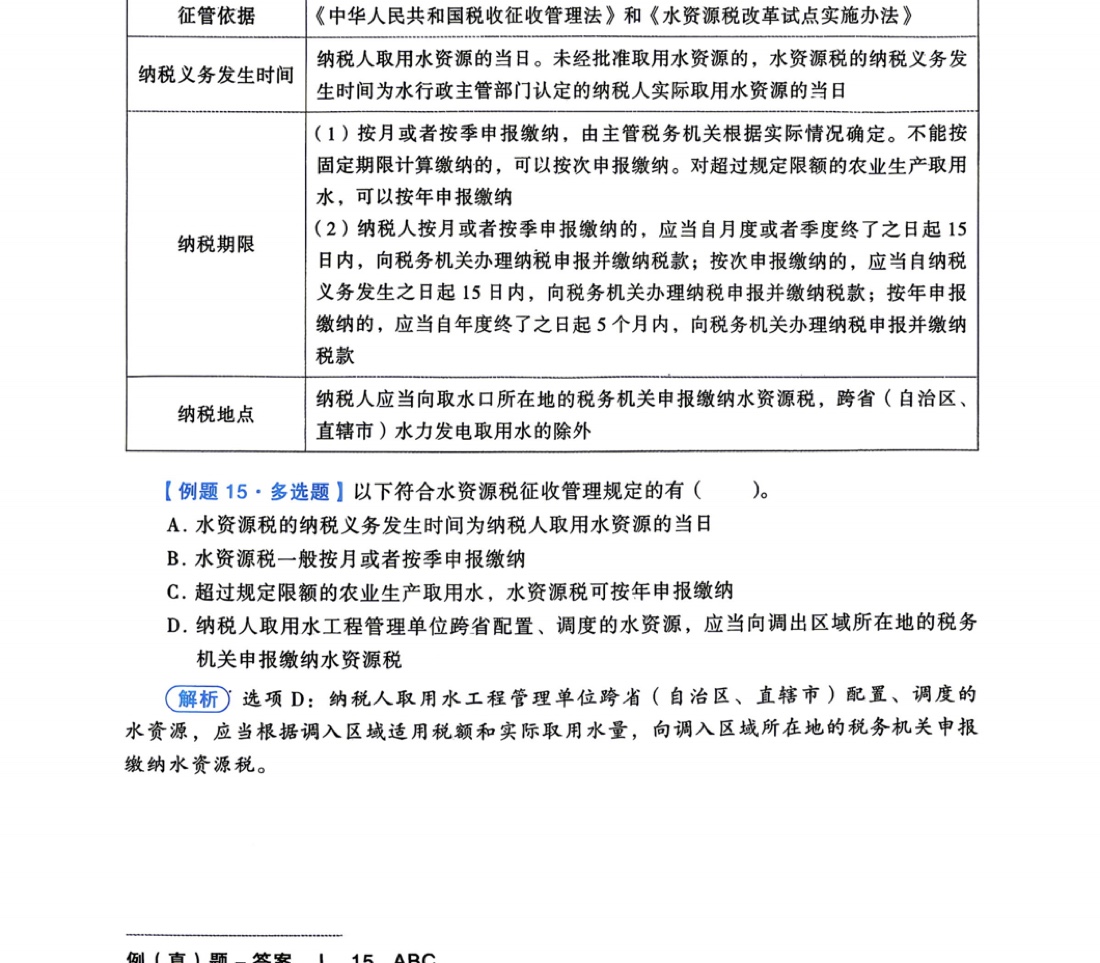 征管依据
《中华人民共和国税收征收管理法》和《水资源税改革试点实施办法》
纳税义务发生时间
纳税人取用水资源的当日。未经批准取用水资源的，水资源税的纳税义务发
生时间为水行政主管部门认定的纳税人实际取用水资源的当日
纳税期限
（1）按月或者按季申报缴纳，由主管税务机关根据实际情况确定。不能按
固定期限计算缴纳的，可以按次申报缴纳。对超过规定限额的农业生产取用
水，可以按年申报缴纳
（2）纳税人按月或者按季申报缴纳的，应当自月度或者季度终了之日起 15
日内，向税务机关办理纳税申报并缴纳税款；按次申报缴纳的，应当自纳税
义务发生之日起 15 日内，向税务机关办理纳税申报并缴纳税款；按年申报
缴纳的，应当自年度终了之日起 5 个月内，向税务机关办理纳税申报并缴纳
税款
纳税地点
纳税人应当向取水口所在地的税务机关申报缴纳水资源税，跨省（自治区、
直辖市）水力发电取用水的除外
【例题 15·多选题】以下符合水资源税征收管理规定的有（　　）。
A. 水资源税的纳税义务发生时间为纳税人取用水资源的当日
B. 水资源税一般按月或者按季申报缴纳
C. 超过规定限额的农业生产取用水，水资源税可按年申报缴纳
D. 纳税人取用水工程管理单位跨省配置、调度的水资源，应当向调出区域所在地的税务
机关申报缴纳水资源税
解析 选项 D：纳税人取用水工程管理单位跨省（自治区、直辖市）配置、调度的
水资源，应当根据调入区域适用税额和实际取用水量，向调入区域所在地的税务机关申报
缴纳水资源税。
例（真）题－答案 | 15. ABC